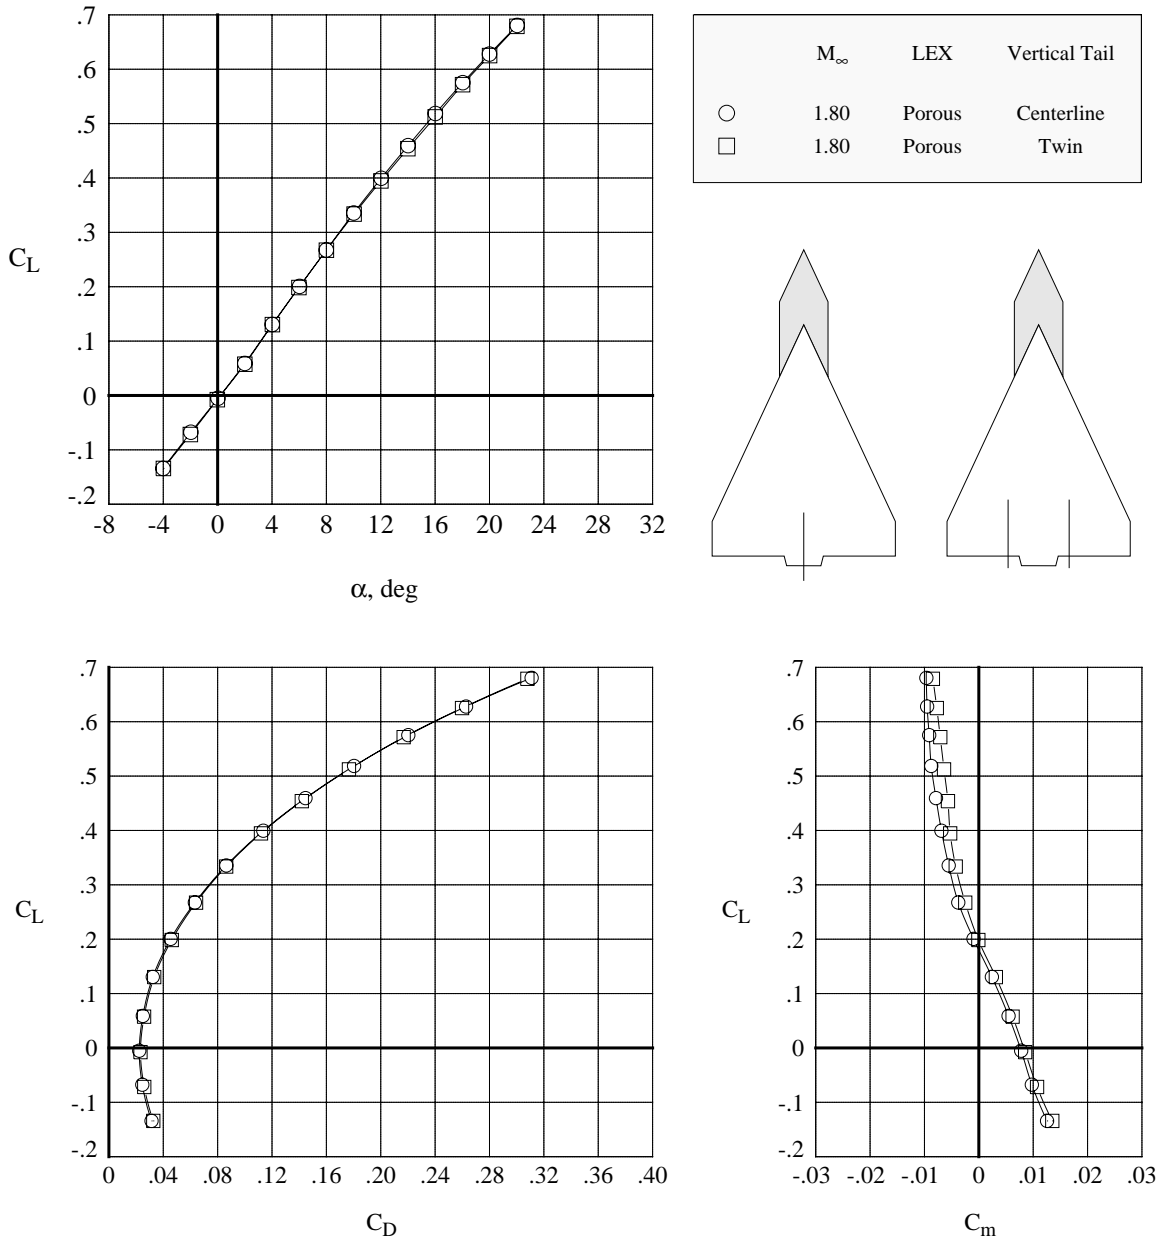 .7
.6
.5
.4
.3
.2
.1
0
-.1
-.2
C_L
-8 -4 0 4 8 12 16 20 24 28 32
α, deg
M∞ LEX Vertical Tail
1.80 Porous Centerline
1.80 Porous Twin
.7
.6
.5
.4
.3
.2
.1
0
-.1
-.2
C_L
0 .04 .08 .12 .16 .20 .24 .28 .32 .36 .40
C_D
.7
.6
.5
.4
.3
.2
.1
0
-.1
-.2
C_L
-.03 -.02 -.01 0 .01 .02 .03
C_m